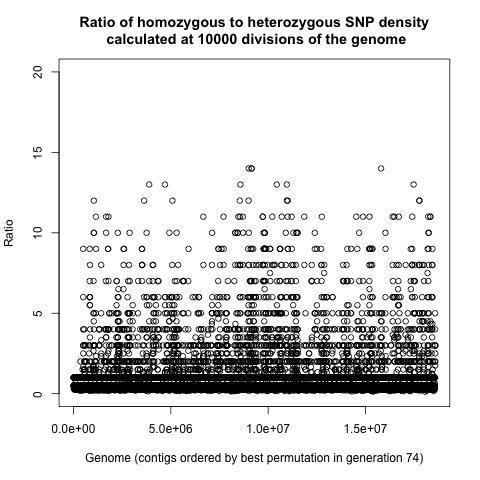 Ratio of homozygous to heterozygous SNP density
calculated at 10000 divisions of the genome
20
15
10
5
0
Ratio
0.0e+00 5.0e+06 1.0e+07 1.5e+07
Genome (contigs ordered by best permutation in generation 74)